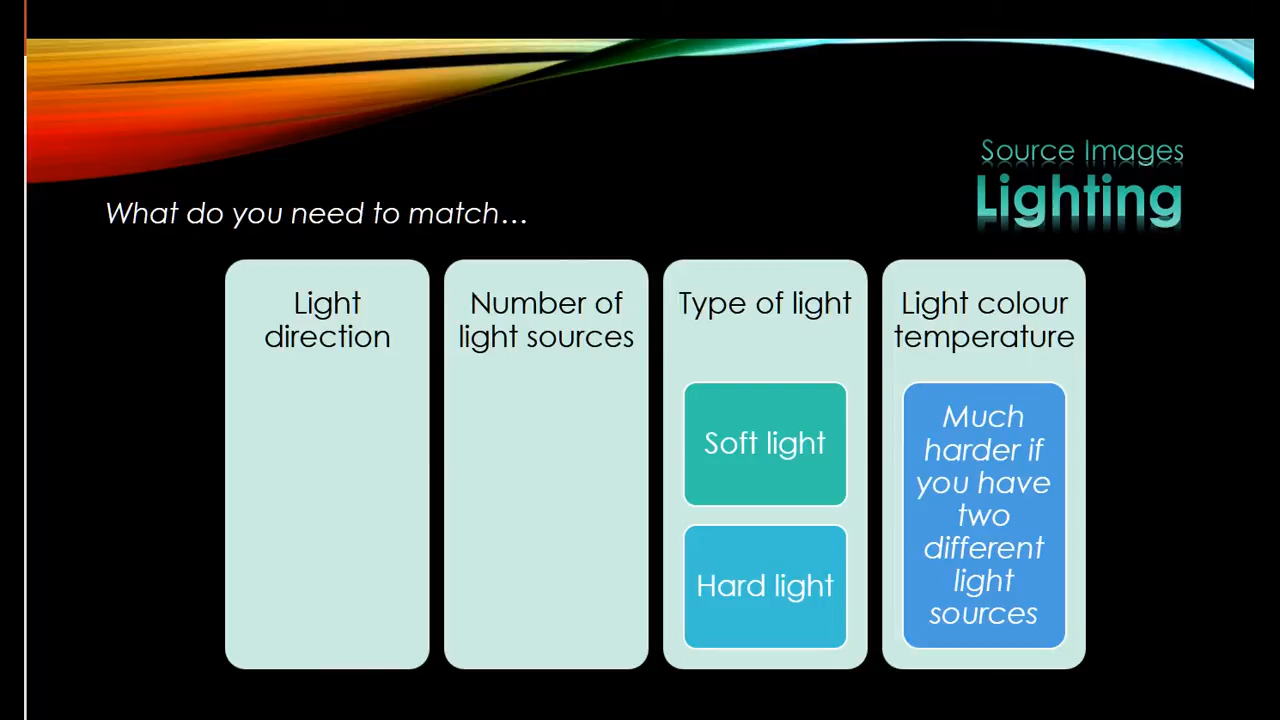 Source Images
Lighting
What do you need to match…
Light
direction
Number of
light sources
Type of light
Soft light
Hard light
Light colour
temperature
Much
harder if
you have
two
different
light
sources